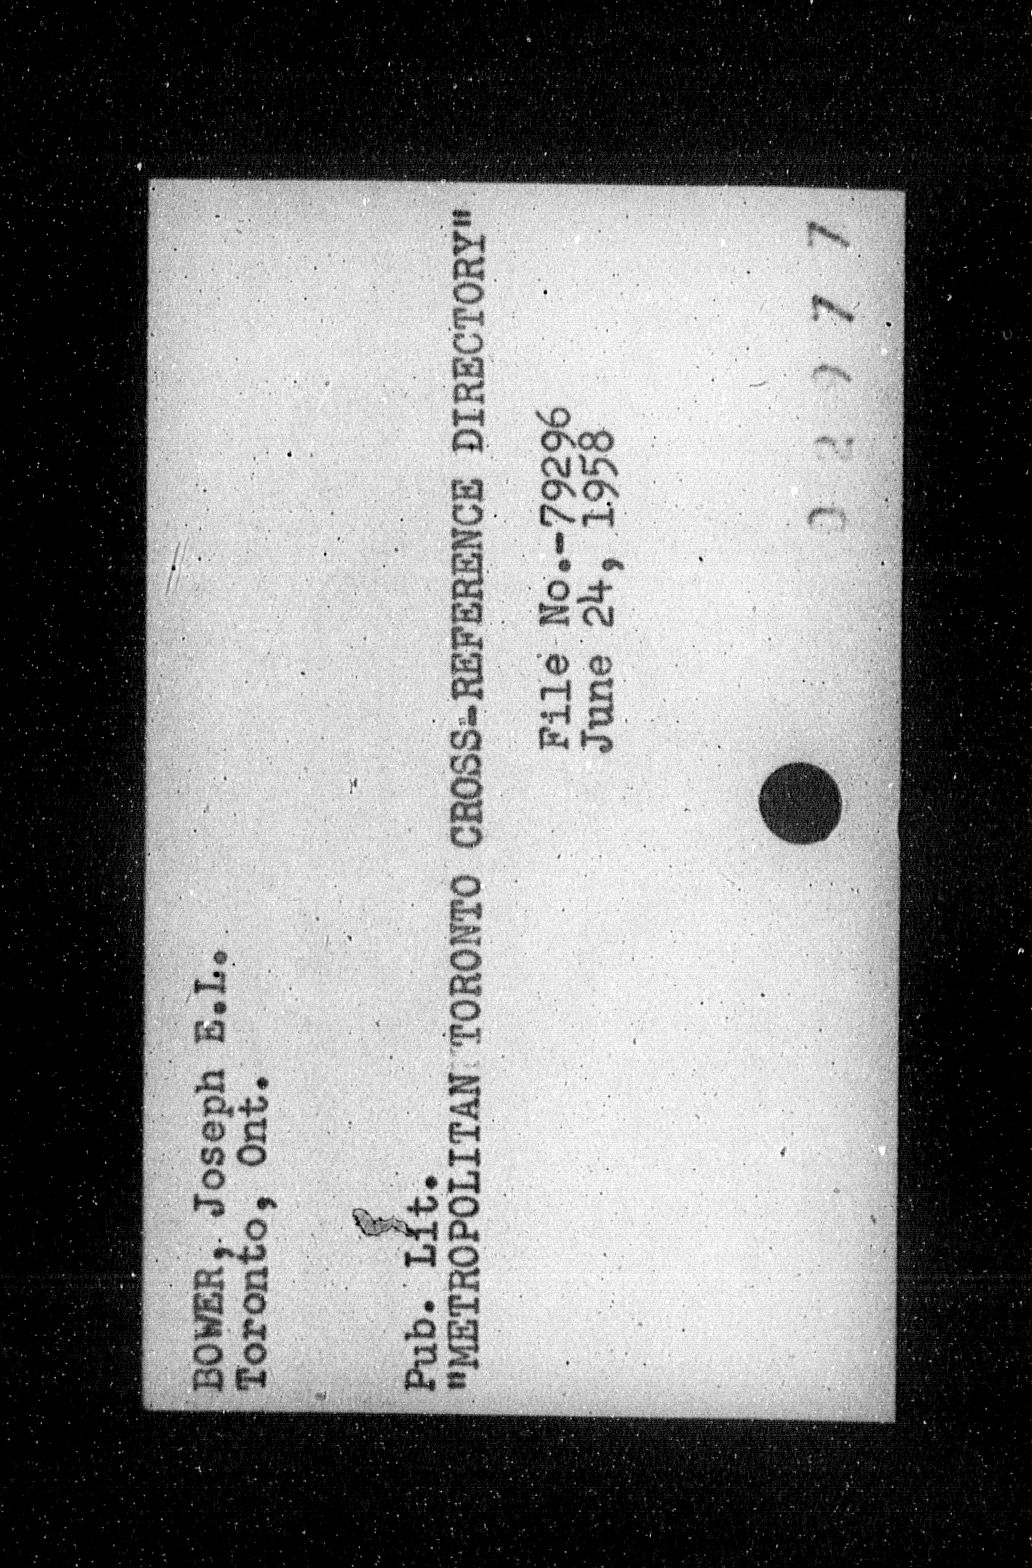 BOWER, Joseph E.L.
Toronto, Ont.
Pub. Lit.
"METROPOLITAN TORONTO CROSS-REFERENCE DIRECTORY"
File No.-79296
June 24, 1958